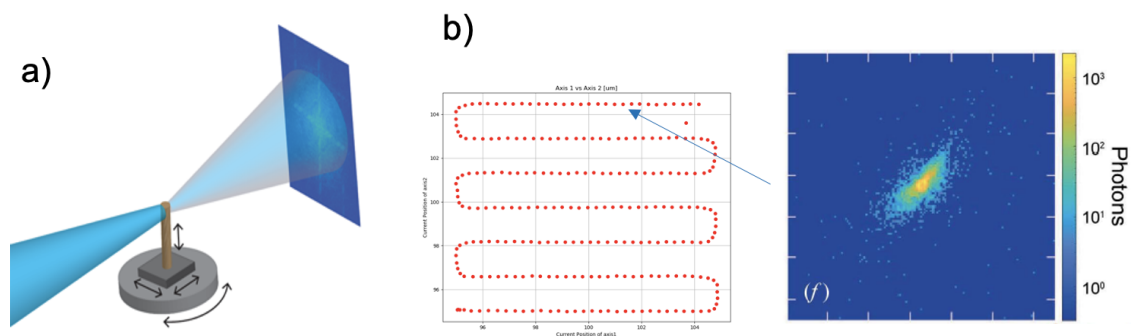 a)
b)
Axis 1 vs Axis 2 [um]
Current Position of axis2
104
102
100
98
96
96
98
100
102
104
Current Position of axis1
(f)
10³
10²
10¹
10⁰
Photons